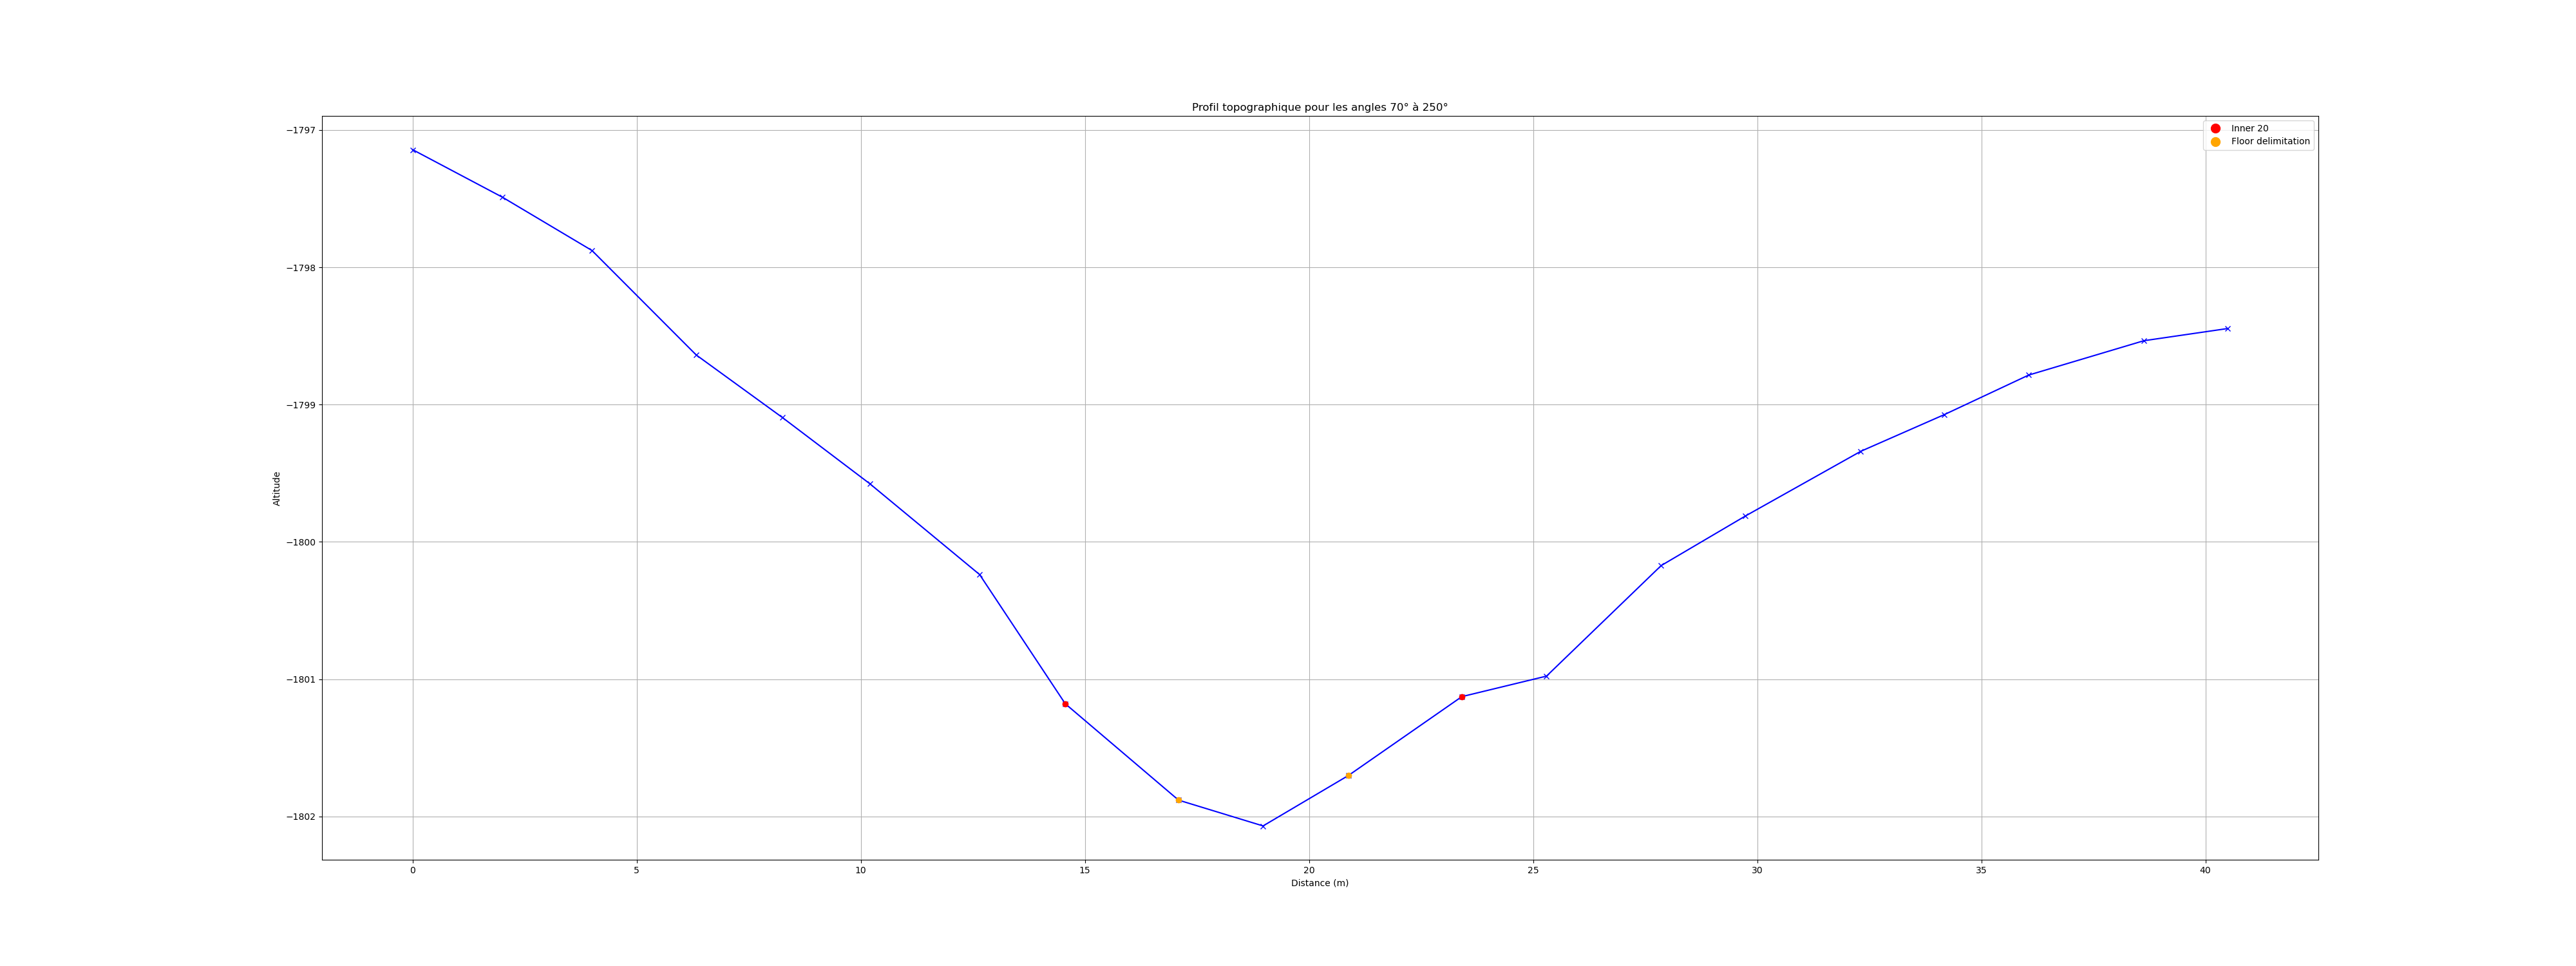 Profil topographique pour les angles 70° à 250°
Inner 20
Floor delimitation
−1797
−1798
−1799
−1800
−1801
−1802
Altitude
0 5 10 15 20 25 30 35 40
Distance (m)